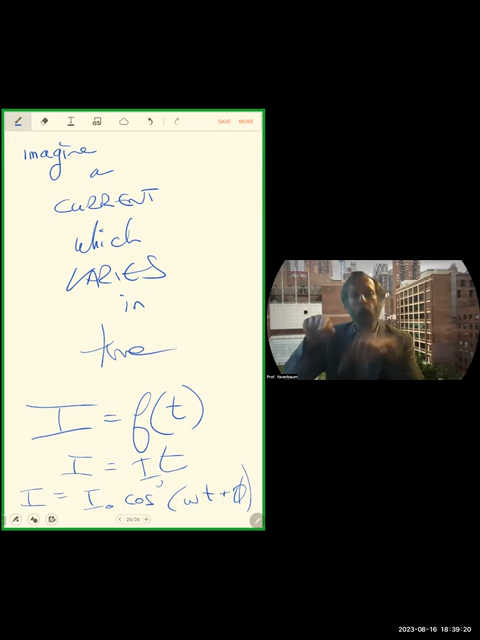 SAVE MORE
imagine
a
CURRENT
which
VARIES
in
time
I = f(t)
I = I₁t
I = I₀ cos (ωt+ϕ)
26/26
Prof. Yaverbaum
2023-08-16 18:39:20